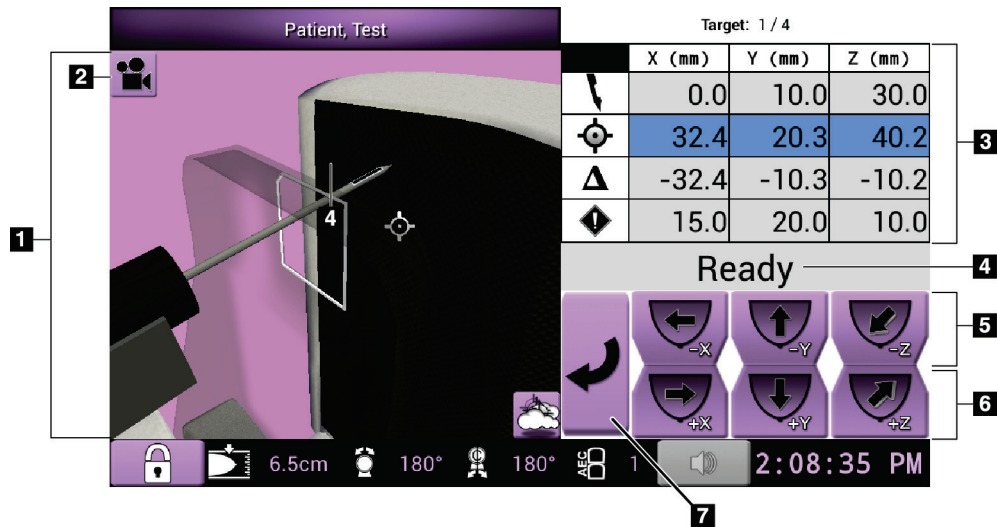 Patient, Test
Target: 1 / 4
X (mm) Y (mm) Z (mm)
0.0 10.0 30.0
32.4 20.3 40.2
Δ -32.4 -10.3 -10.2
! 15.0 20.0 10.0
Ready
-X -Y -Z
+X +Y +Z
4
6.5cm 180° C 180° AEC 1 2:08:35 PM
1
2
3
4
5
6
7